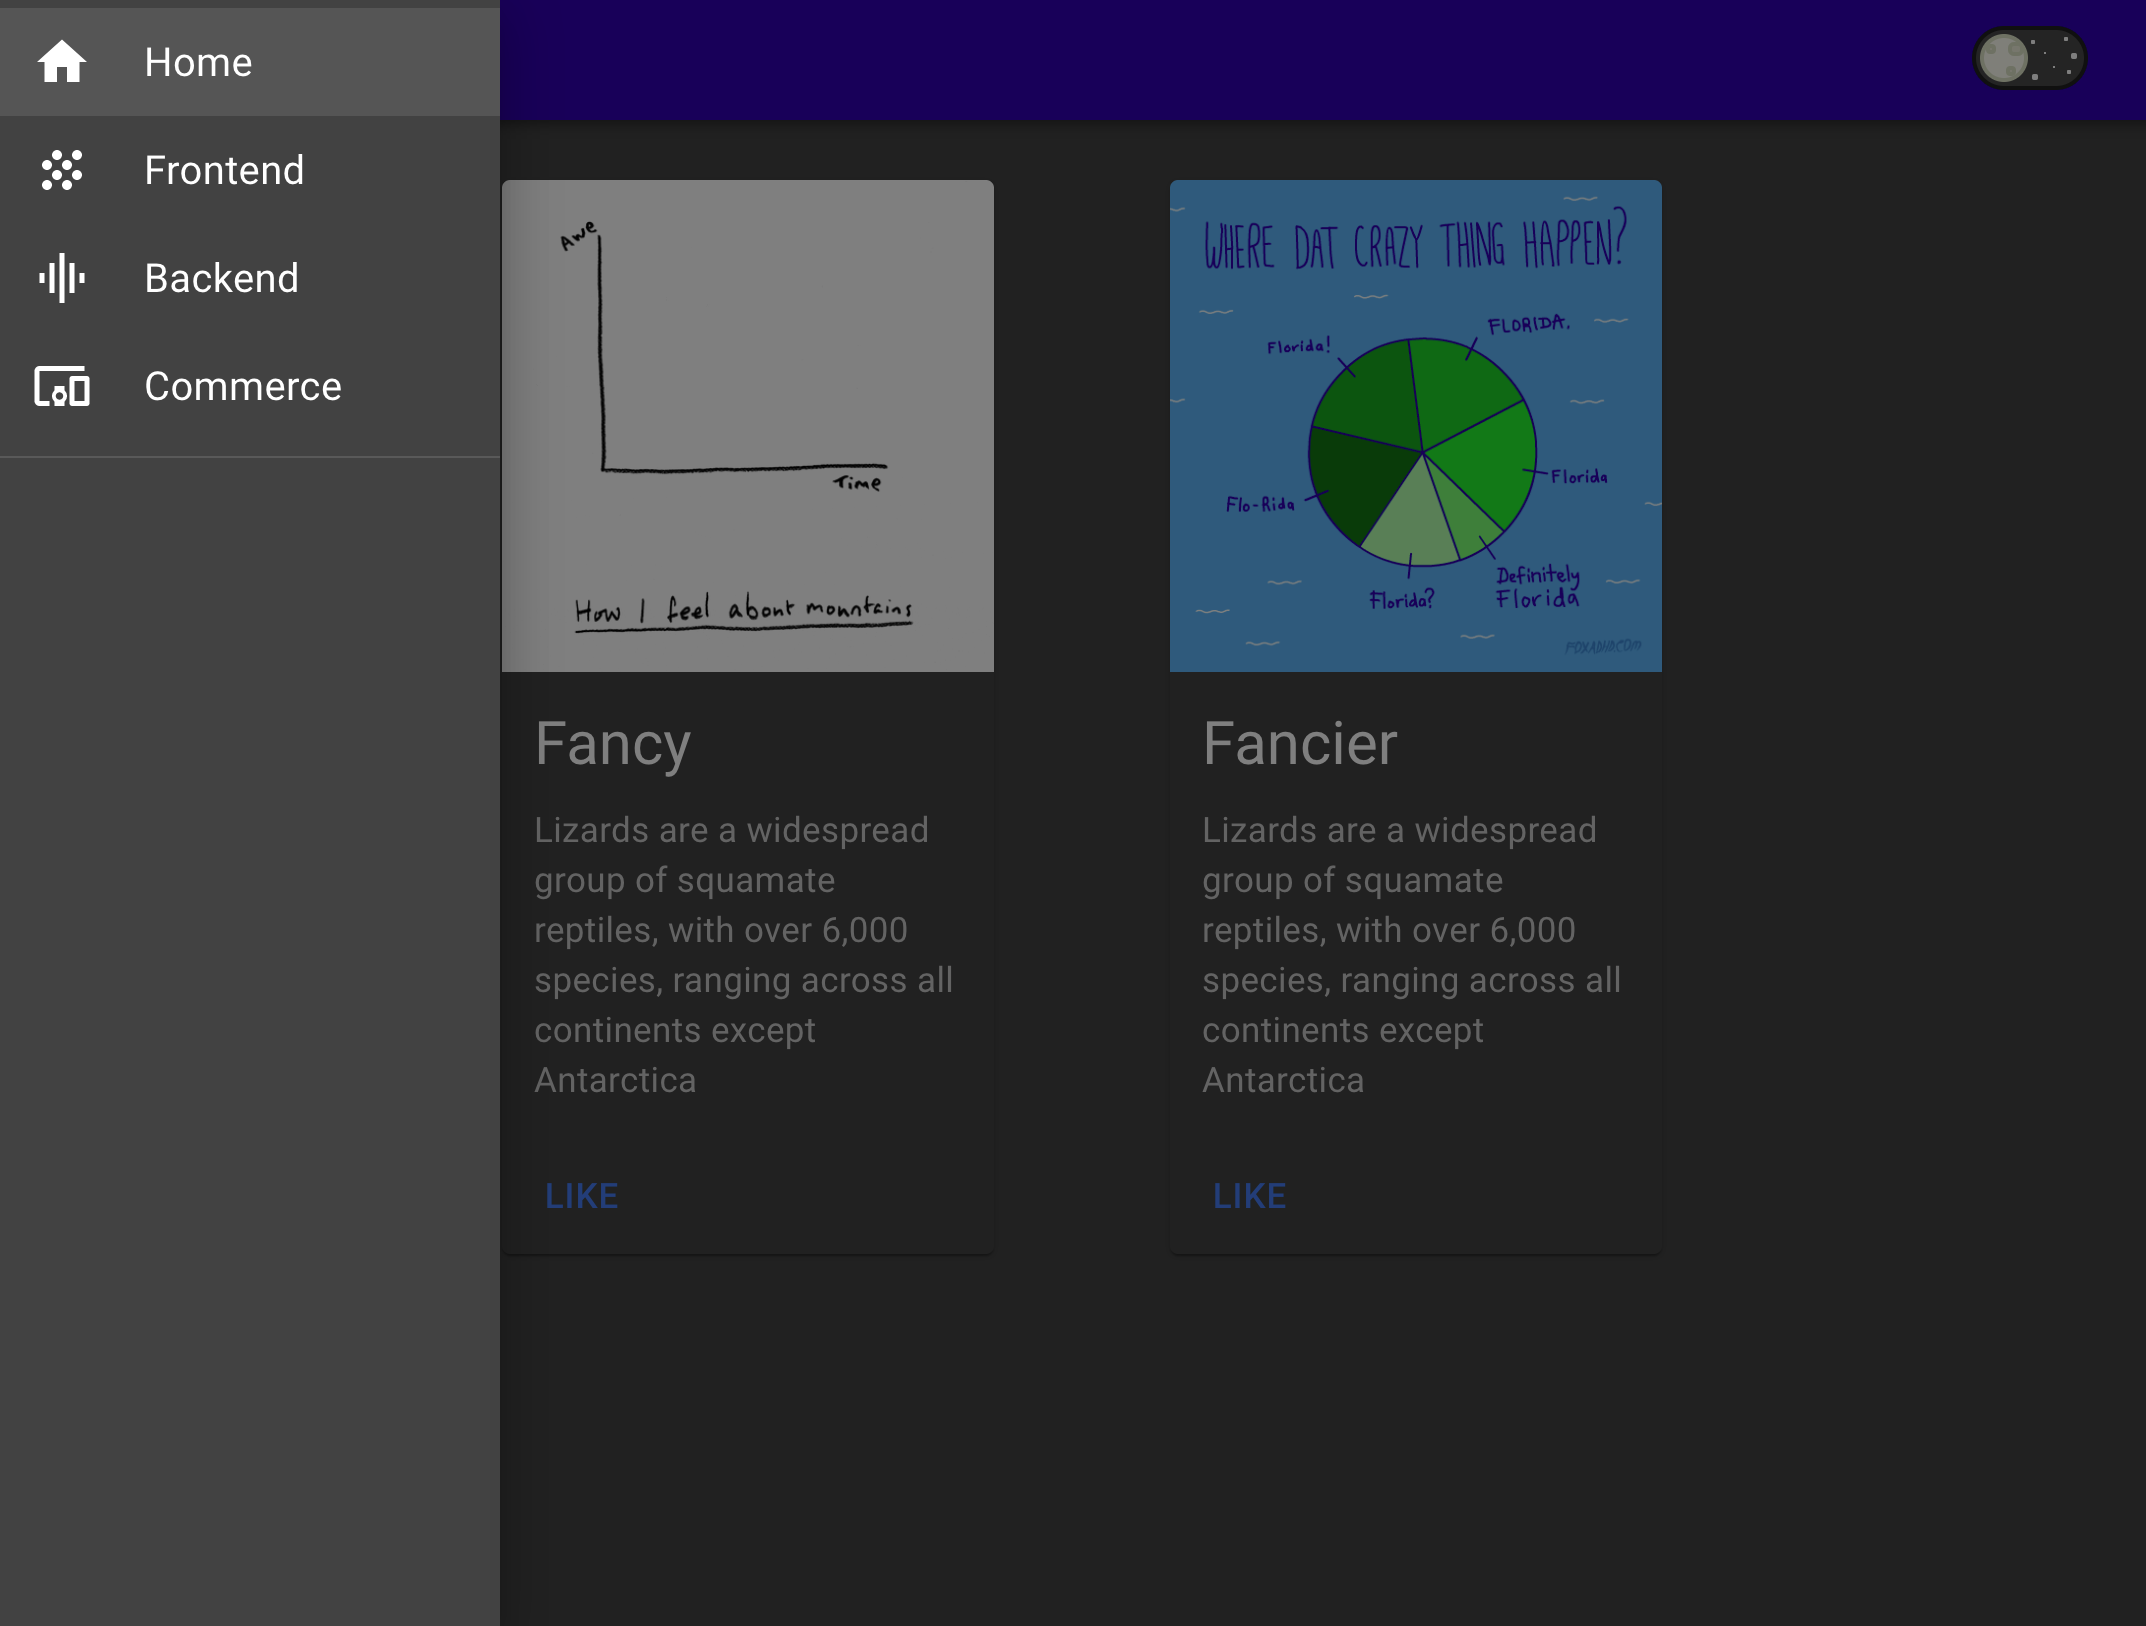 Home
Frontend
Backend
Commerce
Awe
Time
How I feel about mountains
Fancy
Lizards are a widespread
group of squamate
reptiles, with over 6,000
species, ranging across all
continents except
Antarctica
LIKE
WHERE DAT CRAZY THING HAPPEN?
FLORIDA.
Florida!
Florida
Flo-Rida
Definitely
Florida
Florida?
FOXADHD.COM
Fancier
Lizards are a widespread
group of squamate
reptiles, with over 6,000
species, ranging across all
continents except
Antarctica
LIKE